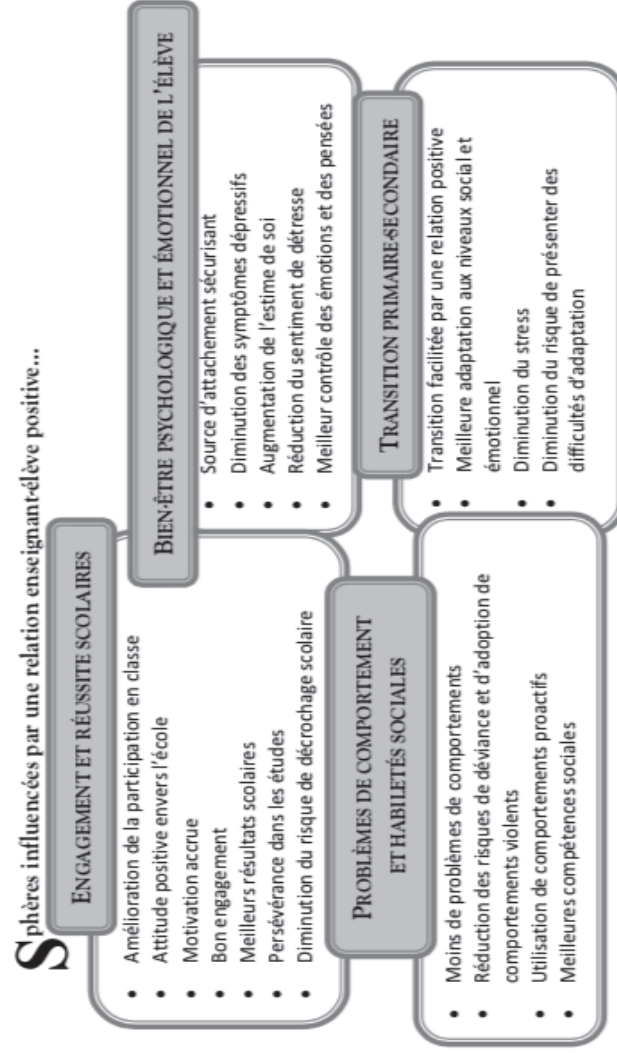 Sphères influencées par une relation enseignant-élève positive...
ENGAGEMENT ET RÉUSSITE SCOLAIRES
• Amélioration de la participation en classe
• Attitude positive envers l'école
• Motivation accrue
• Bon engagement
• Meilleurs résultats scolaires
• Persévérance dans les études
• Diminution du risque de décrochage scolaire
BIEN-ÊTRE PSYCHOLOGIQUE ET ÉMOTIONNEL DE L'ÉLÈVE
• Source d'attachement sécurisant
• Diminution des symptômes dépressifs
• Augmentation de l'estime de soi
• Réduction du sentiment de détresse
• Meilleur contrôle des émotions et des pensées
PROBLÈMES DE COMPORTEMENT
ET HABILETÉS SOCIALES
• Moins de problèmes de comportements
• Réduction des risques de déviance et d'adoption de
comportements violents
• Utilisation de comportements proactifs
• Meilleures compétences sociales
TRANSITION PRIMAIRE-SECONDAIRE
• Transition facilitée par une relation positive
• Meilleure adaptation aux niveaux social et
émotionnel
• Diminution du stress
• Diminution du risque de présenter des
difficultés d'adaptation